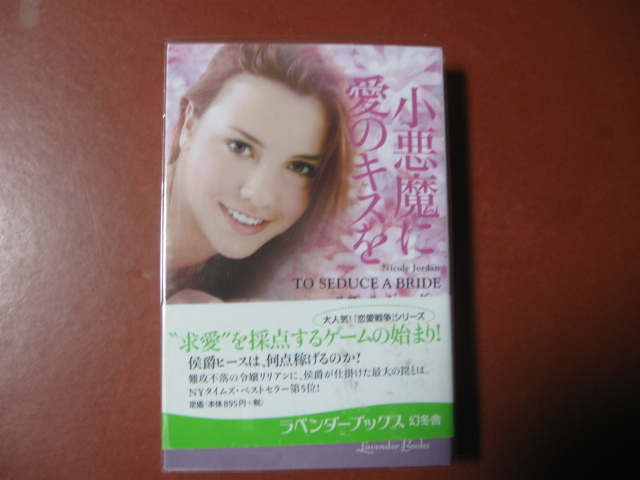 小悪魔に
愛のキスを
Nicole Jordan
TO SEDUCE A BRIDE
大人気!「恋愛戦争」シリーズ
"求愛"を採点するゲームの始まり!
侯爵ヒースは、何点稼げるのか?
難攻不落の令嬢リリアンに、侯爵が仕掛けた最大の罠とは。
NYタイムズ・ベストセラー第5位!
定価(本体895円+税)
ラベンダーブックス 幻冬舎
Lavender Books